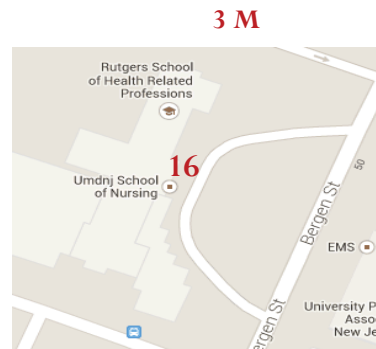 3 M
Rutgers School
of Health Related
Professions
16
Umdnj School
of Nursing
50
Bergen St
EMS
University P
Asso
New Je
ergen St